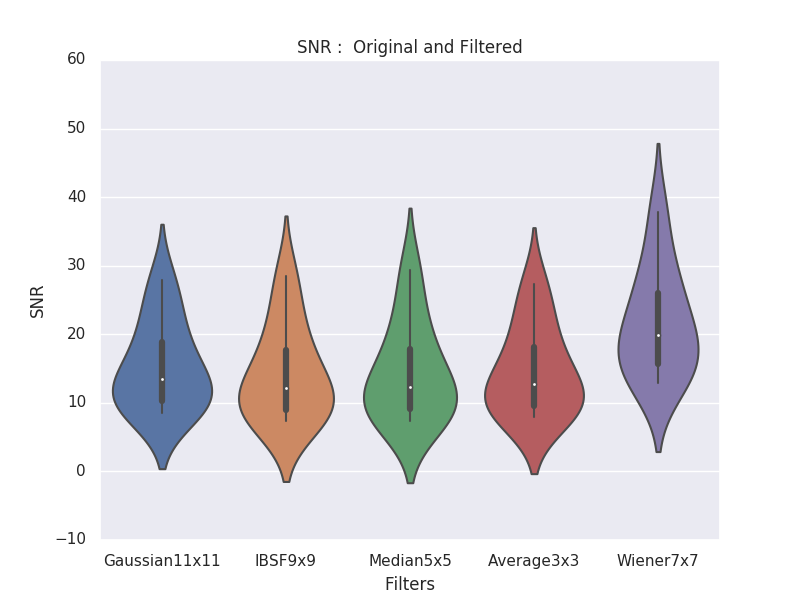 SNR :  Original and Filtered
60
50
40
30
20
10
0
−10
SNR
Gaussian11x11 IBSF9x9 Median5x5 Average3x3 Wiener7x7
Filters